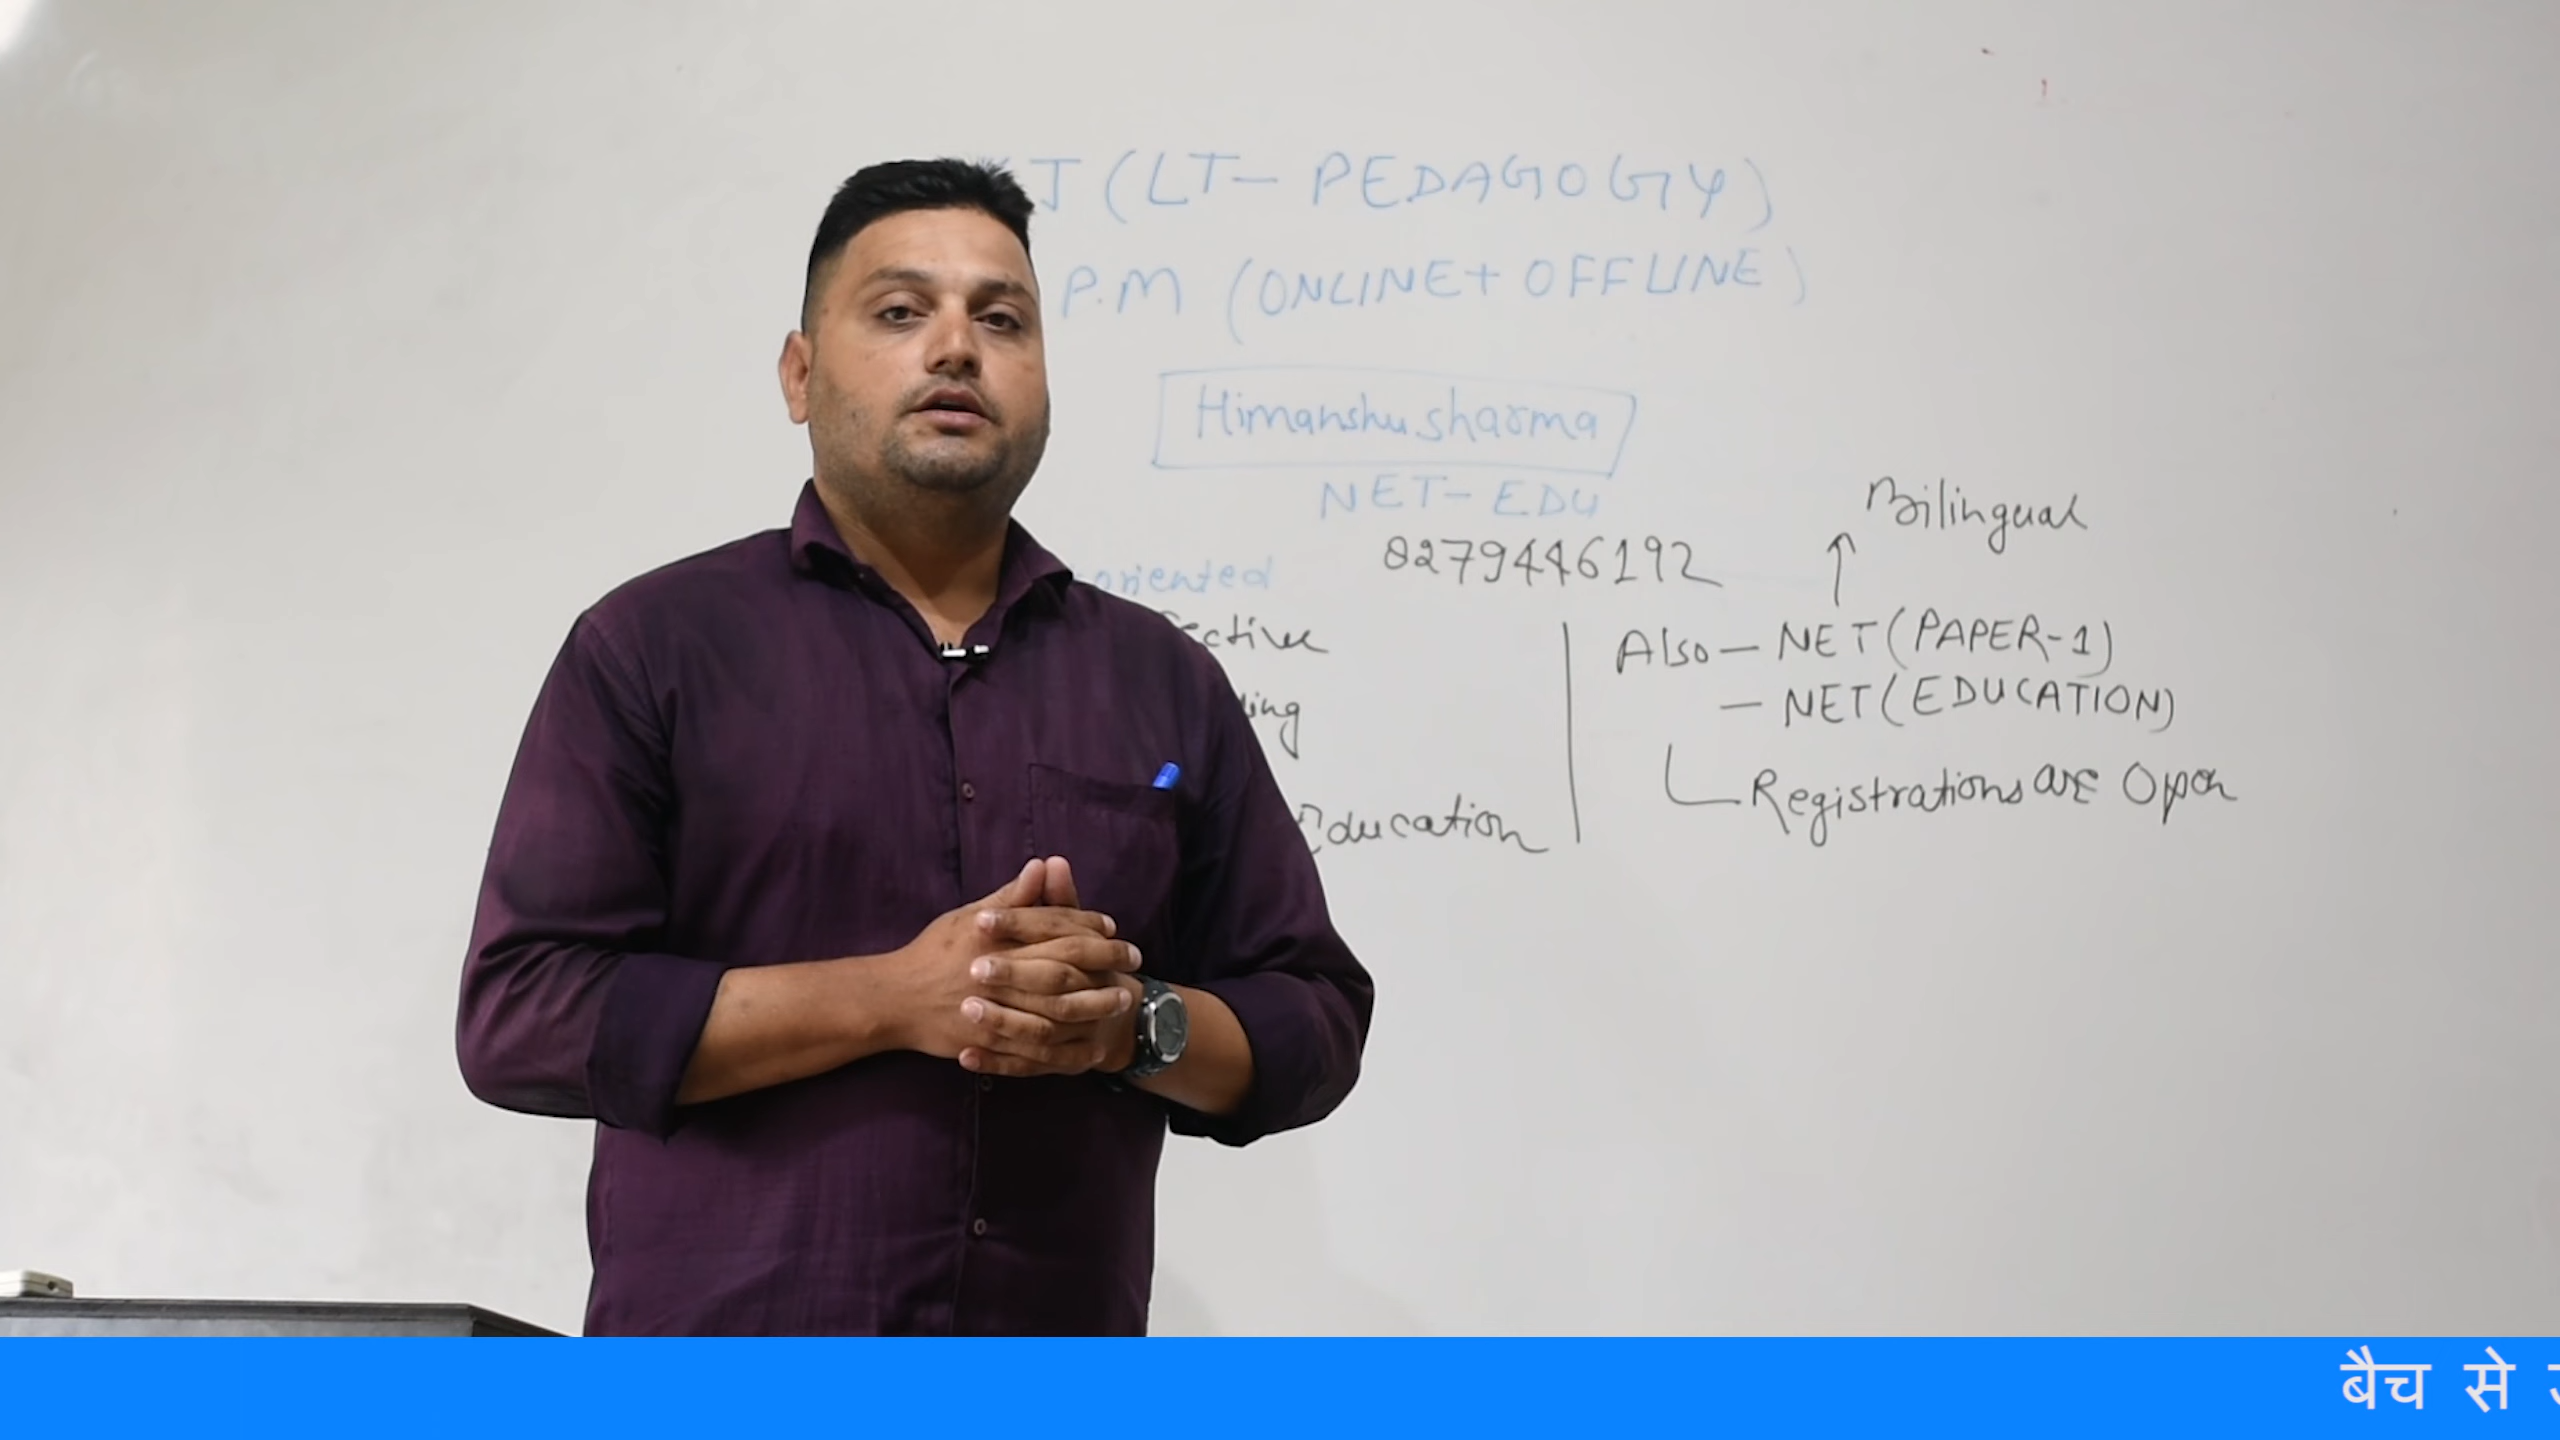 (LT- PEDAGOGY)
P.M (ONLINE+ OFFLINE)
Himanshu sharma
NET- EDU
8279446192
oriented
Education
Bilingual
Also - NET (PAPER-1)
- NET (EDUCATION)
Registrations are Open
बैच से